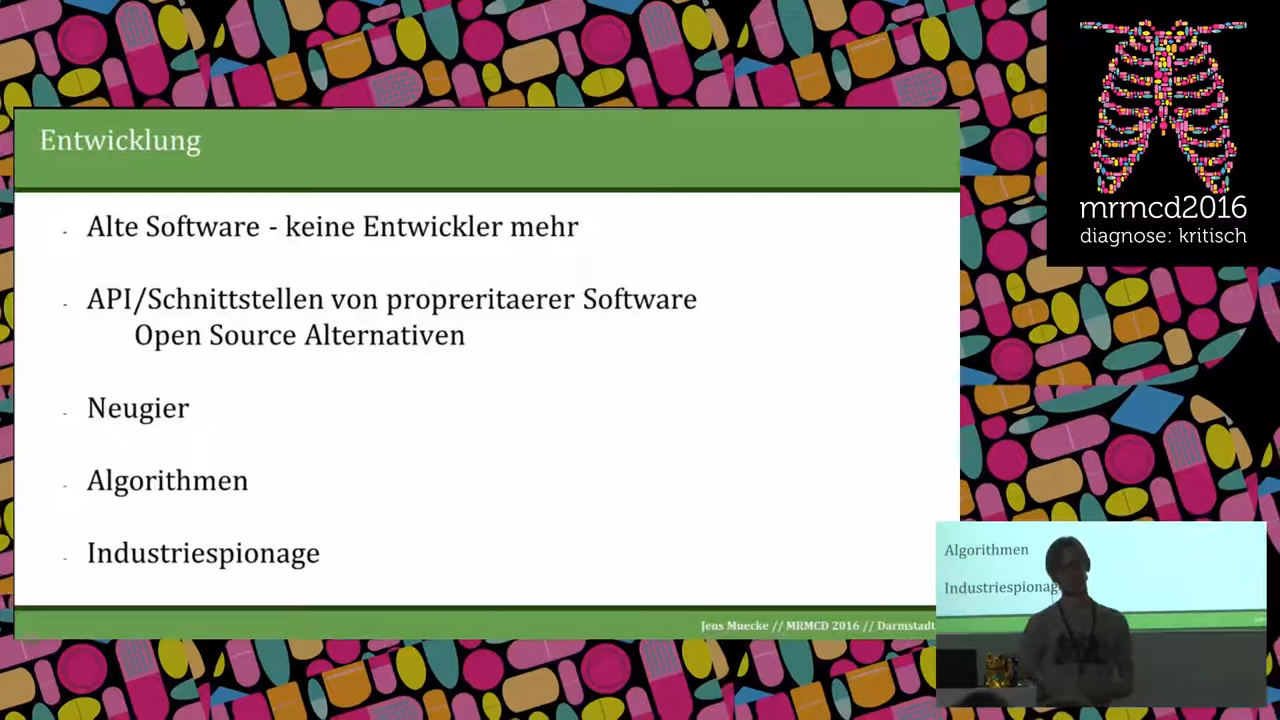 Entwicklung
- Alte Software - keine Entwickler mehr
- API/Schnittstellen von propreritaerer Software
Open Source Alternativen
- Neugier
- Algorithmen
- Industriespionage
Jens Muecke // MRMCD 2016 // Darmstadt
mrmcd2016
diagnose: kritisch
Algorithmen
Industriespionag